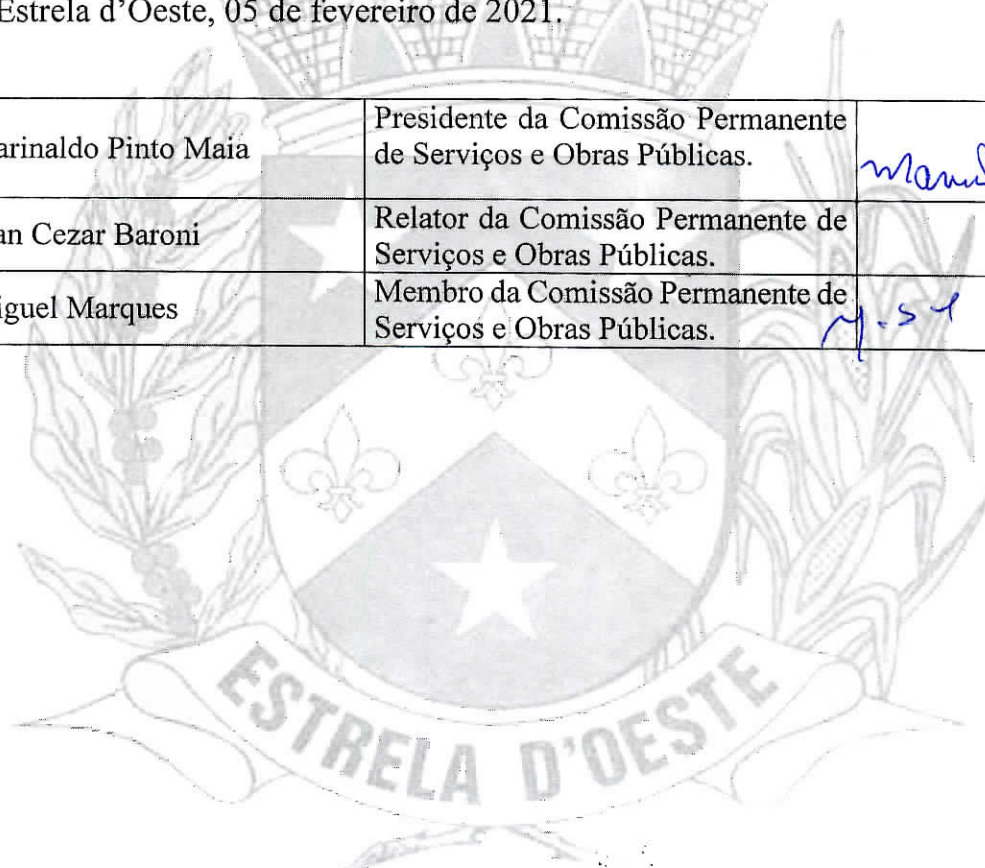 Estrela d’Oeste, 05 de fevereiro de 2021.
arinaldo Pinto Maia
Presidente da Comissão Permanente
de Serviços e Obras Públicas.
an Cezar Baroni
Relator da Comissão Permanente de
Serviços e Obras Públicas.
iguel Marques
Membro da Comissão Permanente de
Serviços e Obras Públicas.
ESTRELA D'OESTE